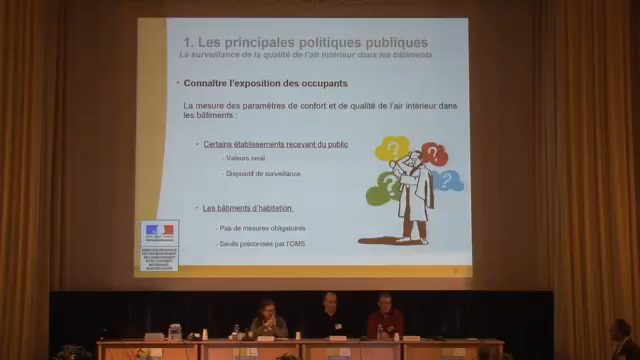 1. Les principales politiques publiques
La surveillance de la qualité de l'air intérieur dans les bâtiments
Connaître l'exposition des occupants
La mesure des paramètres de confort et de qualité de l'air intérieur dans
les bâtiments :
Certains établissements recevant du public
- Valeurs seuil
- Dispositif de surveillance
Les bâtiments d'habitation
- Pas de mesures obligatoires
- Seuils préconisés par l'OMS
? ? ? ?